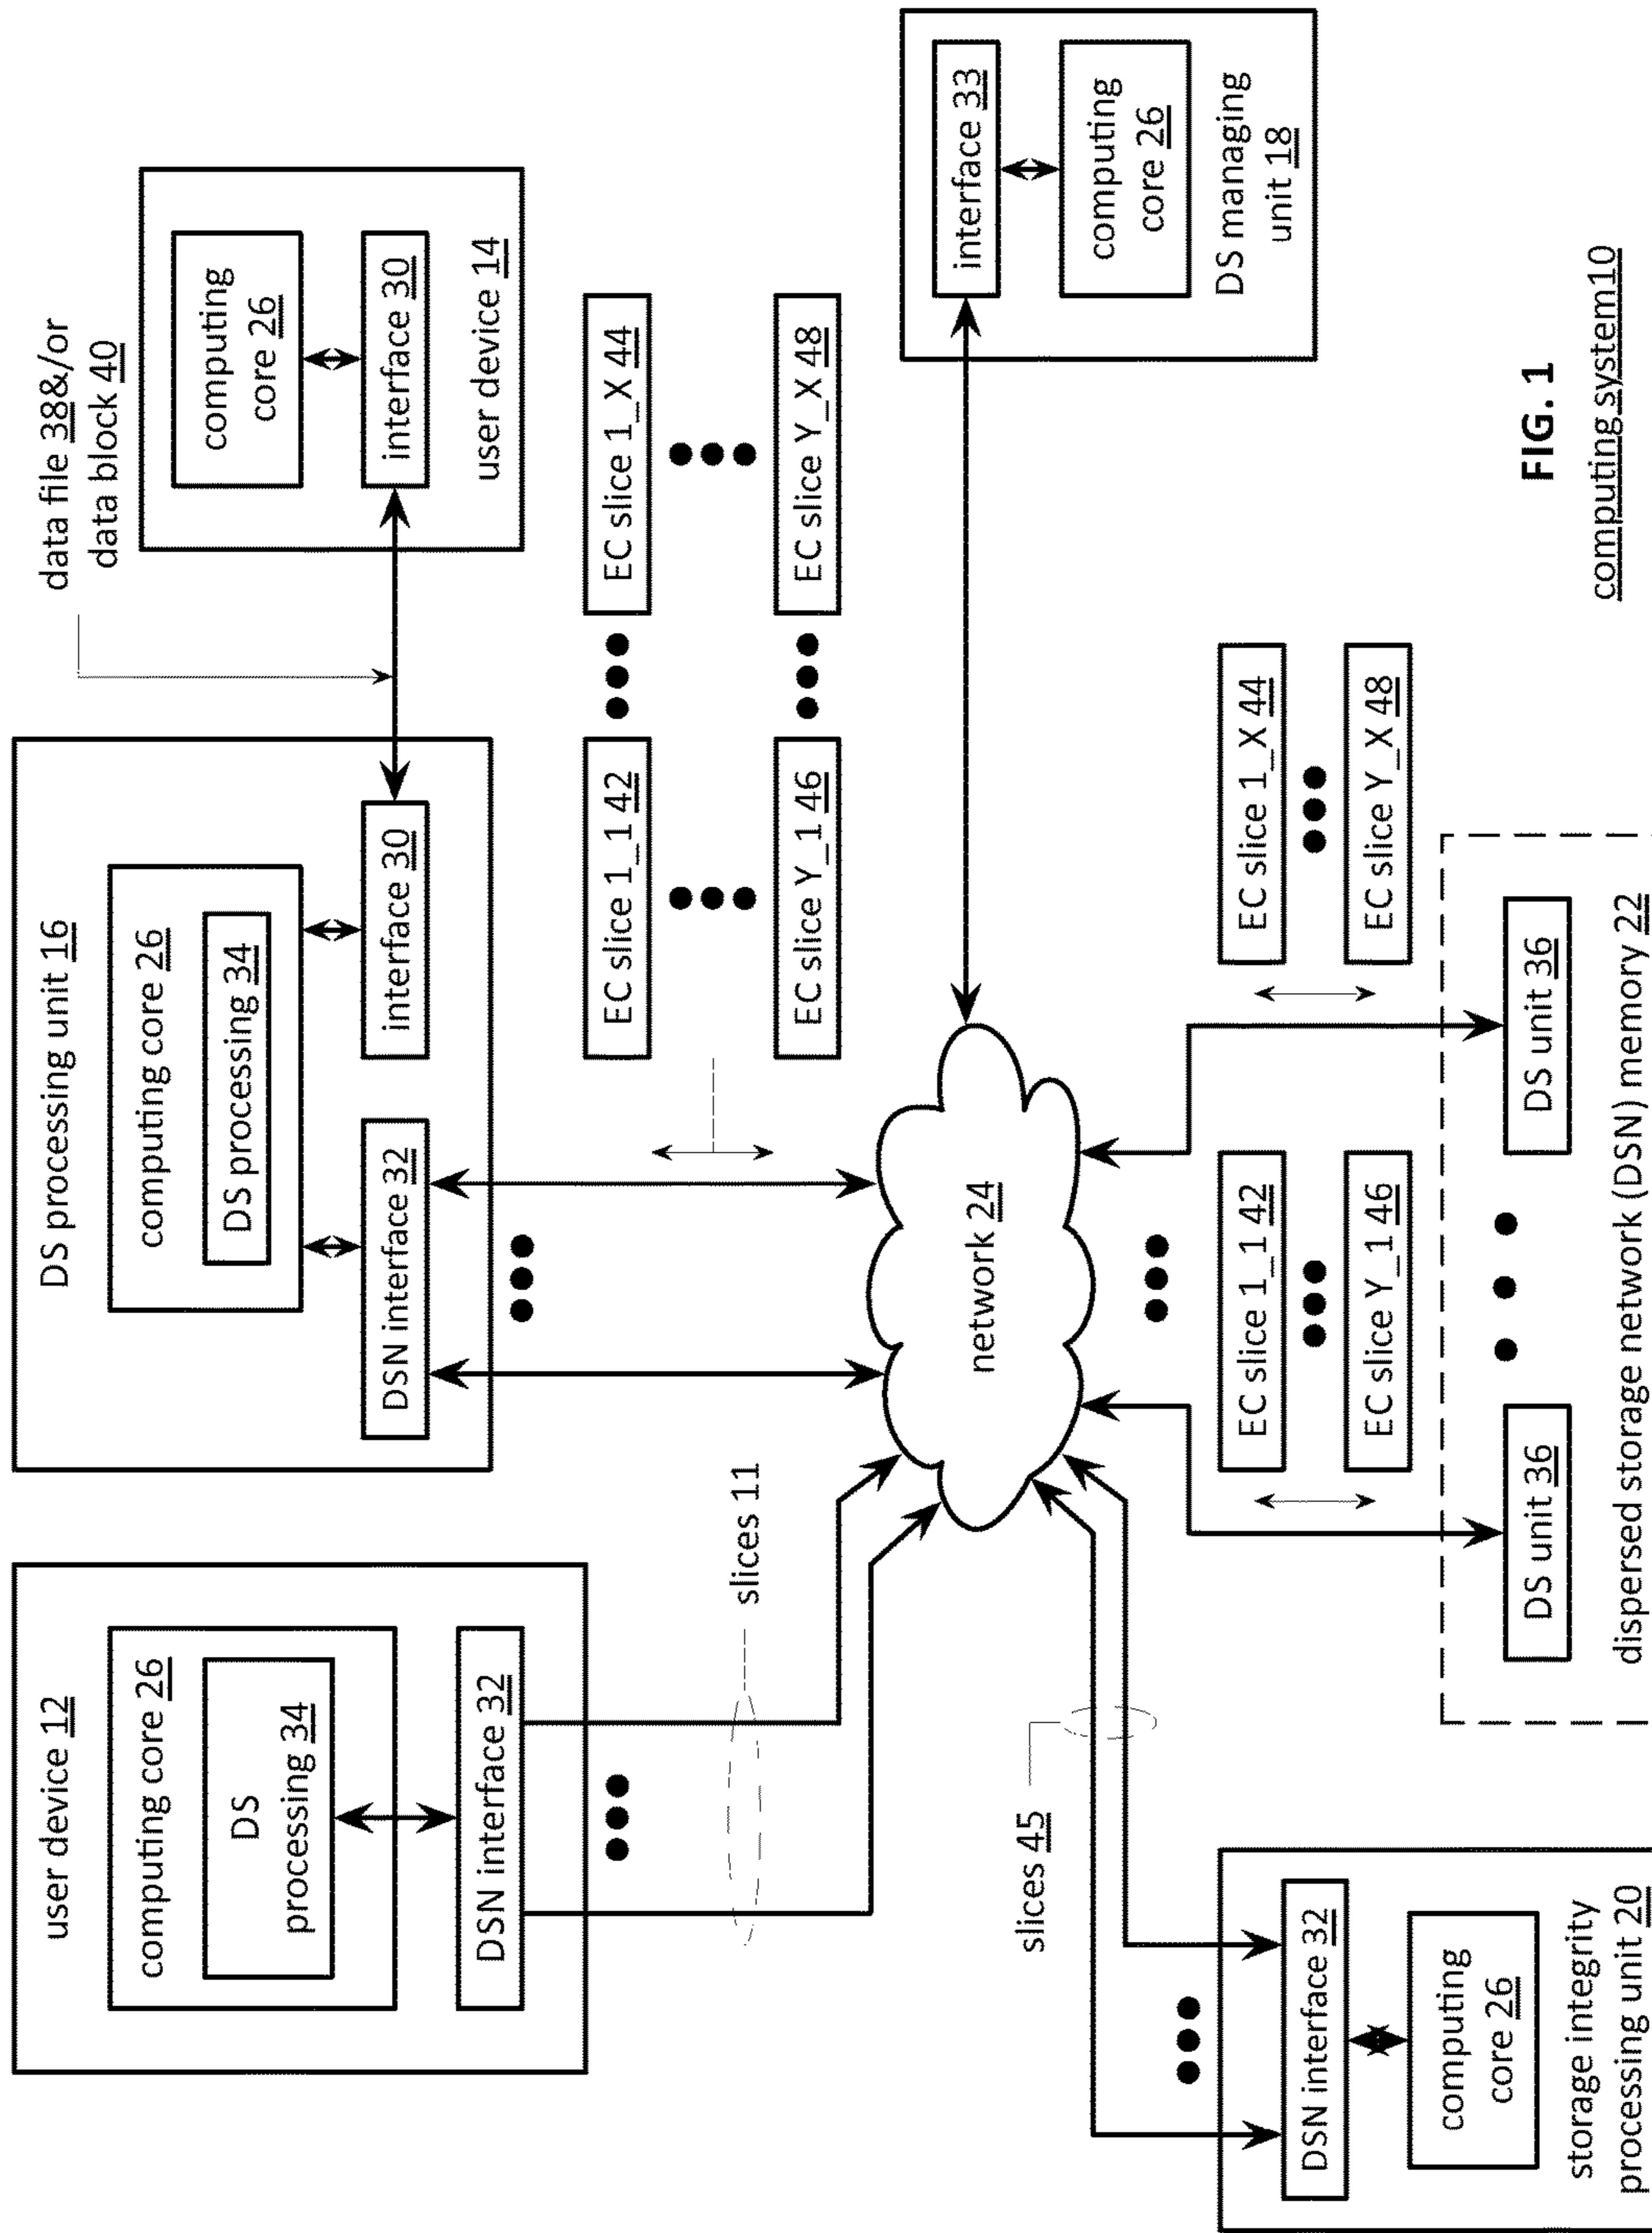 user device 12
computing core 26
DS
processing 34
DSN interface 32
slices 11
DS processing unit 16
computing core 26
DS processing 34
DSN interface 32
interface 30
data file 38&/or
data block 40
computing
core 26
interface 30
user device 14
EC slice 1_1 42
EC slice 1_X 44
EC slice Y_1 46
EC slice Y_X 48
network 24
interface 33
computing
core 26
DS managing
unit 18
slices 45
DSN interface 32
computing
core 26
storage integrity
processing unit 20
EC slice 1_1 42
EC slice Y_1 46
EC slice 1_X 44
EC slice Y_X 48
DS unit 36
DS unit 36
dispersed storage network (DSN) memory 22
FIG. 1
computing system10